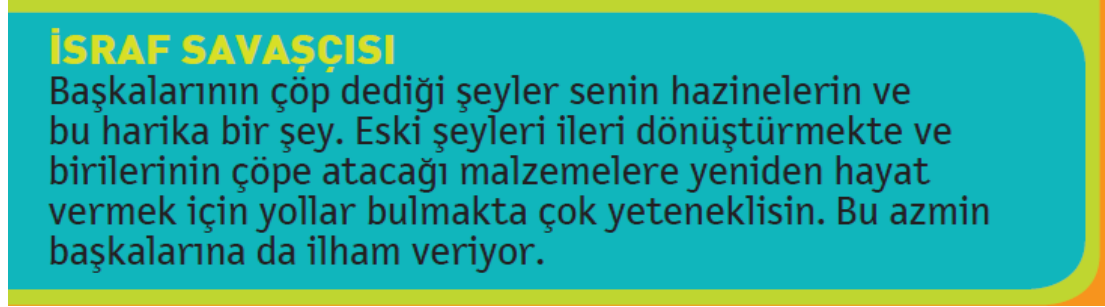 İSRAF SAVAŞÇISI
Başkalarının çöp dediği şeyler senin hazinelerin ve
bu harika bir şey. Eski şeyleri ileri dönüştürmekte ve
birilerinin çöpe atacağı malzemelere yeniden hayat
vermek için yollar bulmakta çok yeteneklisin. Bu azmin
başkalarına da ilham veriyor.